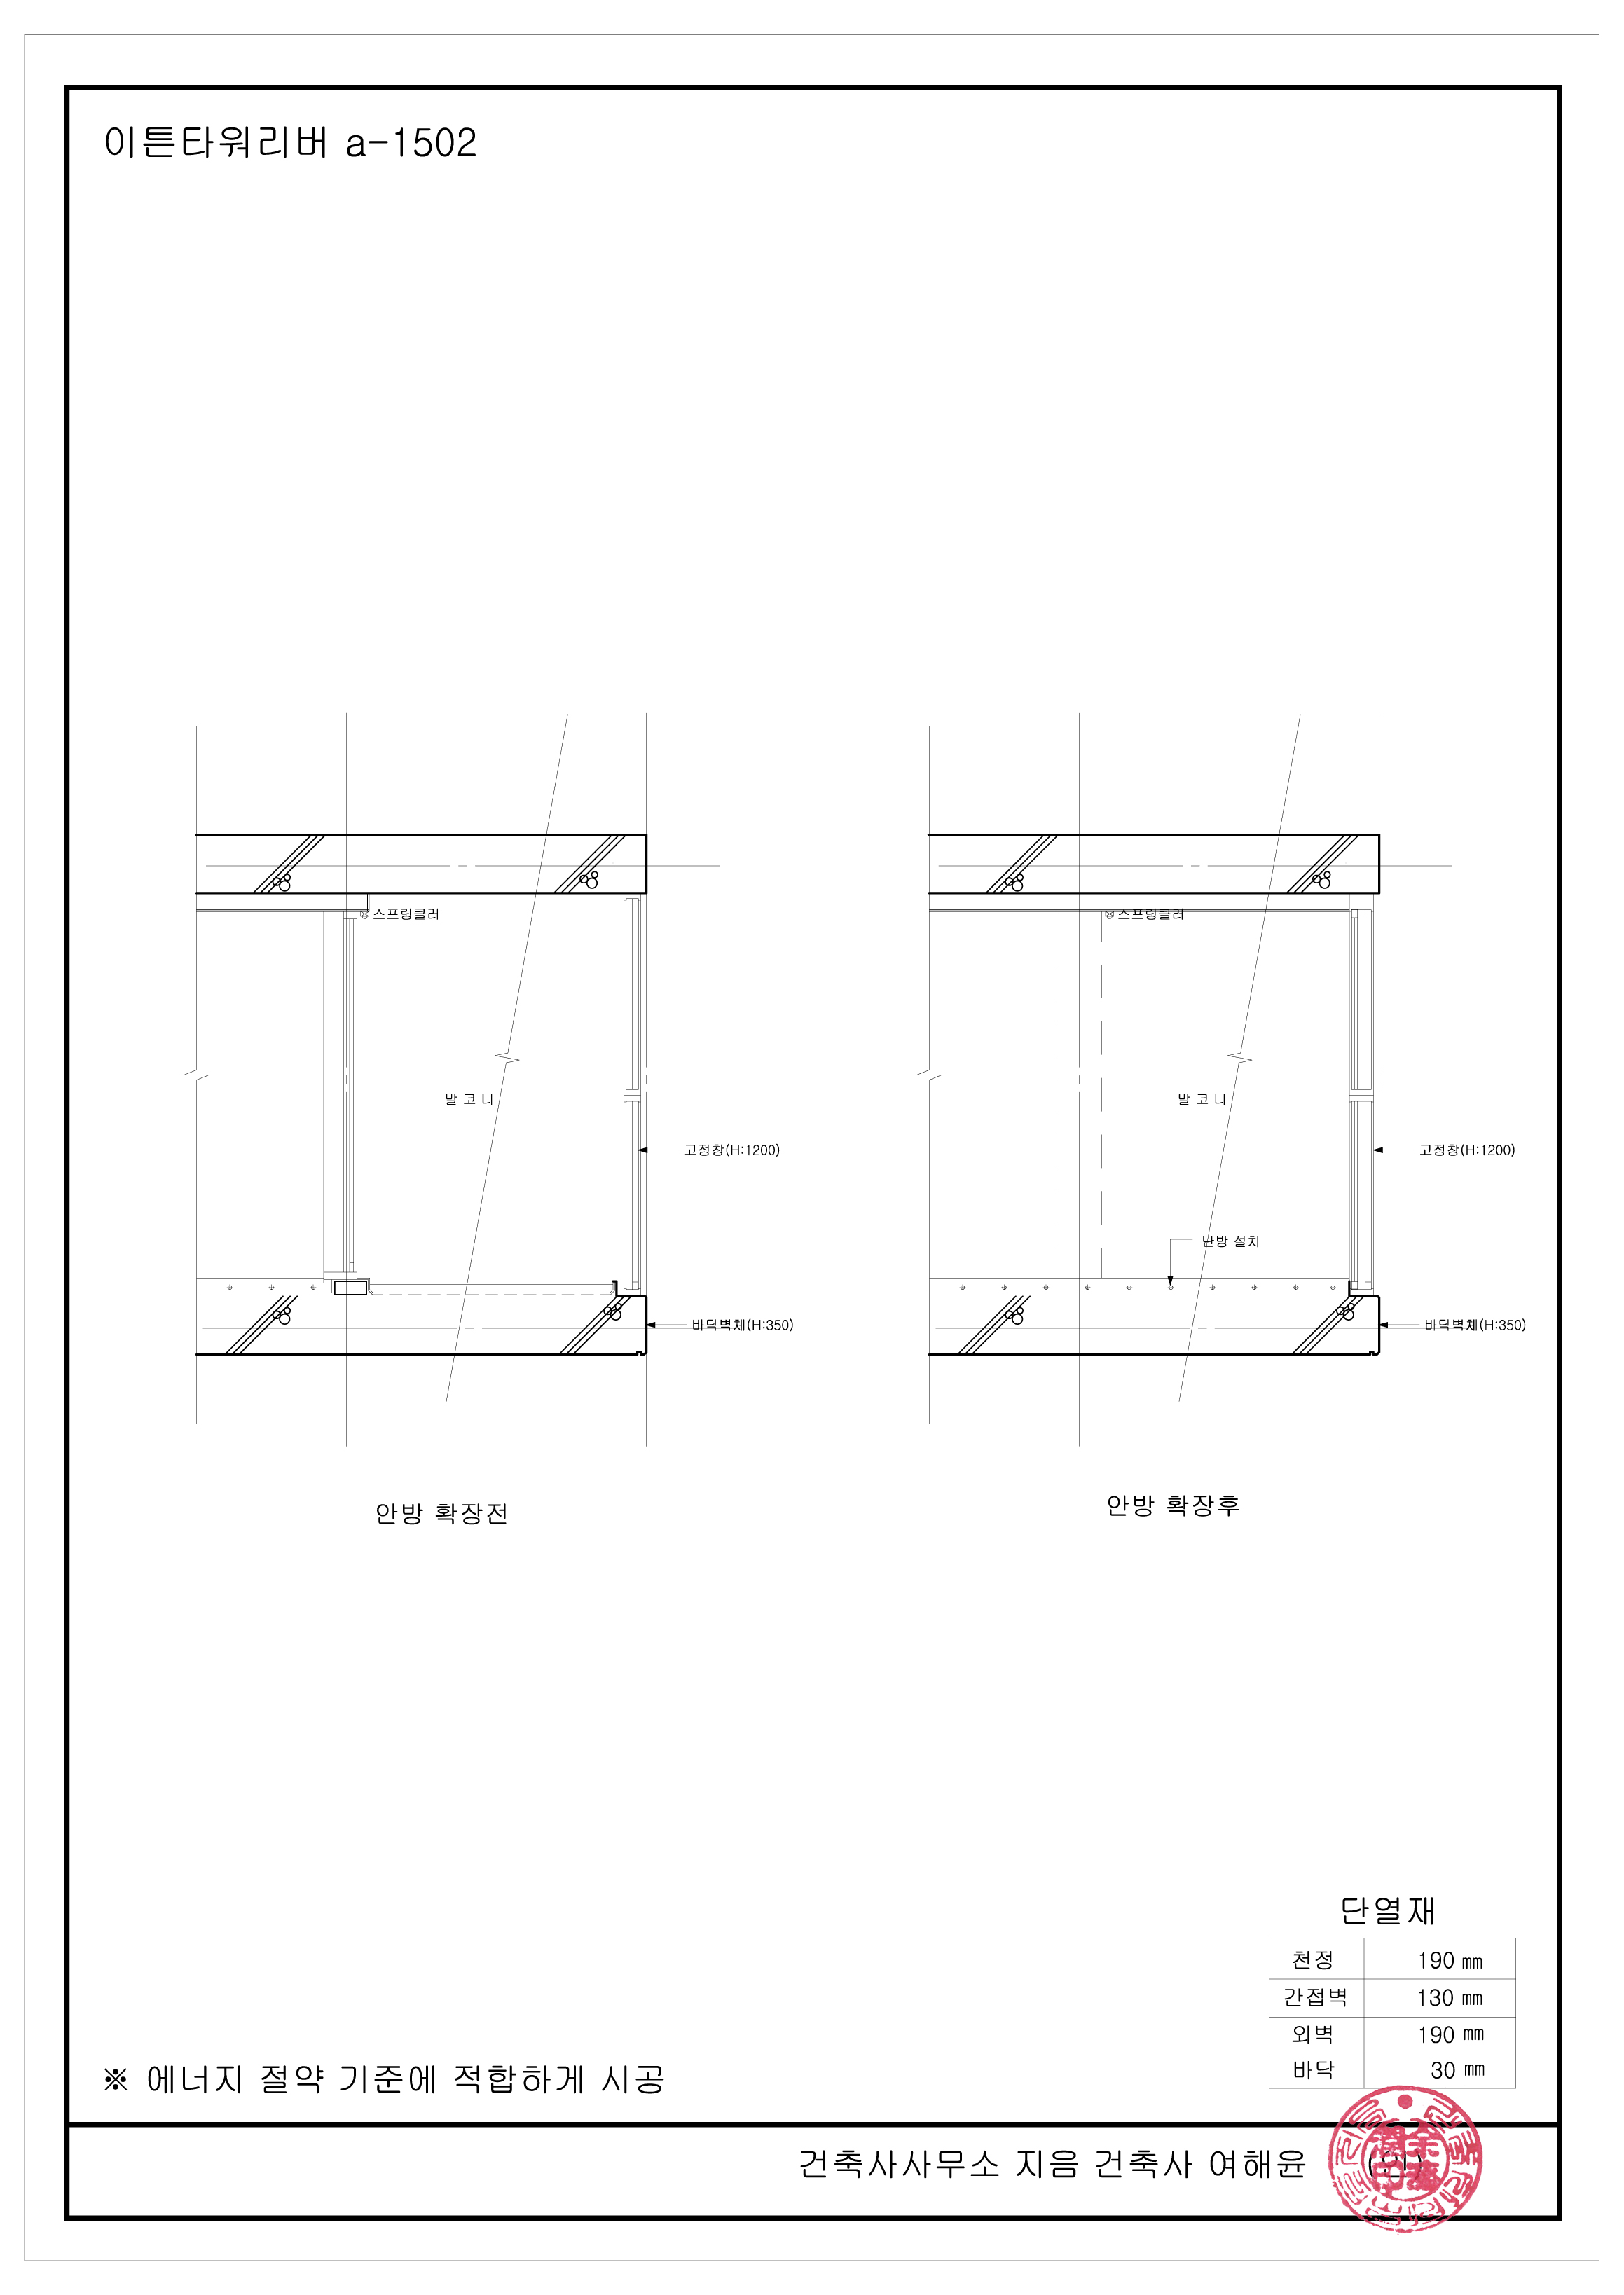 이튼타워리버 a-1502
스프링클러
발 코 니
고정창(H:1200)
바닥벽체(H:350)
안방 확장전
스프링클러
발 코 니
고정창(H:1200)
난방 설치
바닥벽체(H:350)
안방 확장후
단열재
천정 190 mm
간접벽 130 mm
외벽 190 mm
바닥 30 mm
※ 에너지 절약 기준에 적합하게 시공
건축사사무소 지음 건축사 여해윤 (인)